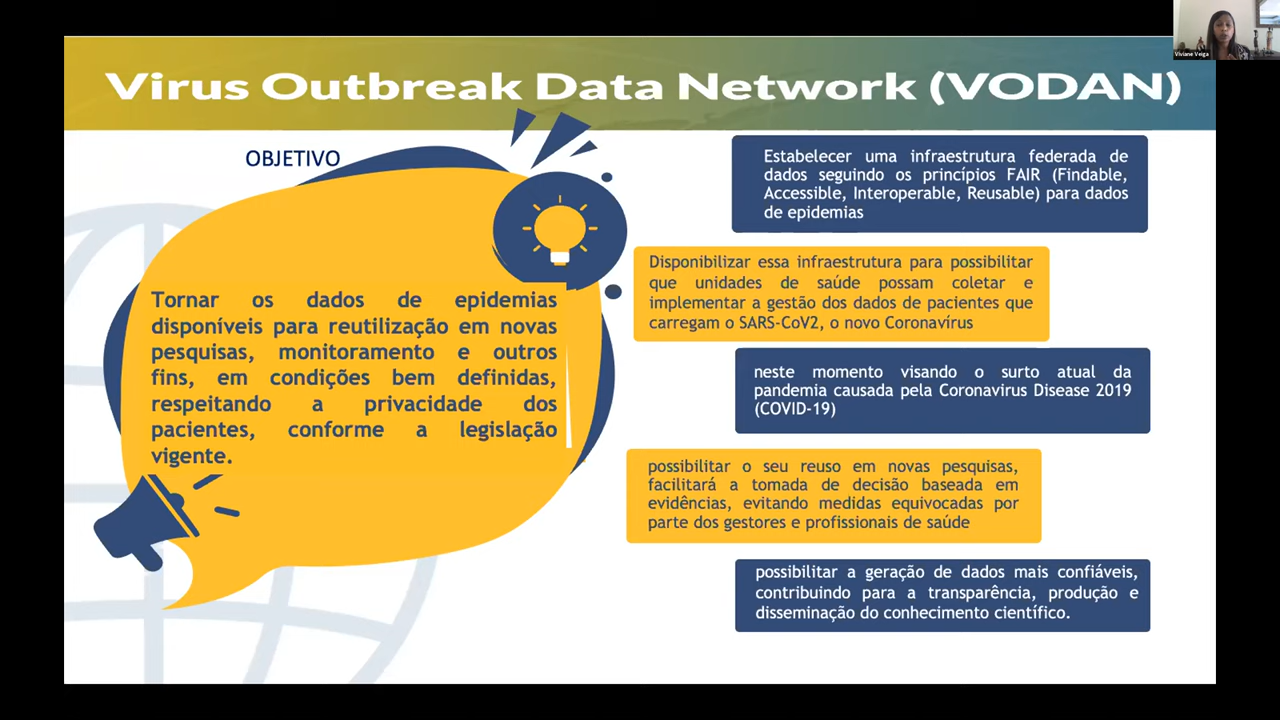 Viviane Veiga
Virus Outbreak Data Network (VODAN)
OBJETIVO
Tornar os dados de epidemias
disponíveis para reutilização em novas
pesquisas, monitoramento e outros
fins, em condições bem definidas,
respeitando a privacidade dos
pacientes, conforme a legislação
vigente.
Estabelecer uma infraestrutura federada de
dados seguindo os princípios FAIR (Findable,
Accessible, Interoperable, Reusable) para dados
de epidemias
Disponibilizar essa infraestrutura para possibilitar
que unidades de saúde possam coletar e
implementar a gestão dos dados de pacientes que
carregam o SARS-CoV2, o novo Coronavírus
neste momento visando o surto atual da
pandemia causada pela Coronavirus Disease 2019
(COVID-19)
possibilitar o seu reuso em novas pesquisas,
facilitará a tomada de decisão baseada em
evidências, evitando medidas equivocadas por
parte dos gestores e profissionais de saúde
possibilitar a geração de dados mais confiáveis,
contribuindo para a transparência, produção e
disseminação do conhecimento científico.